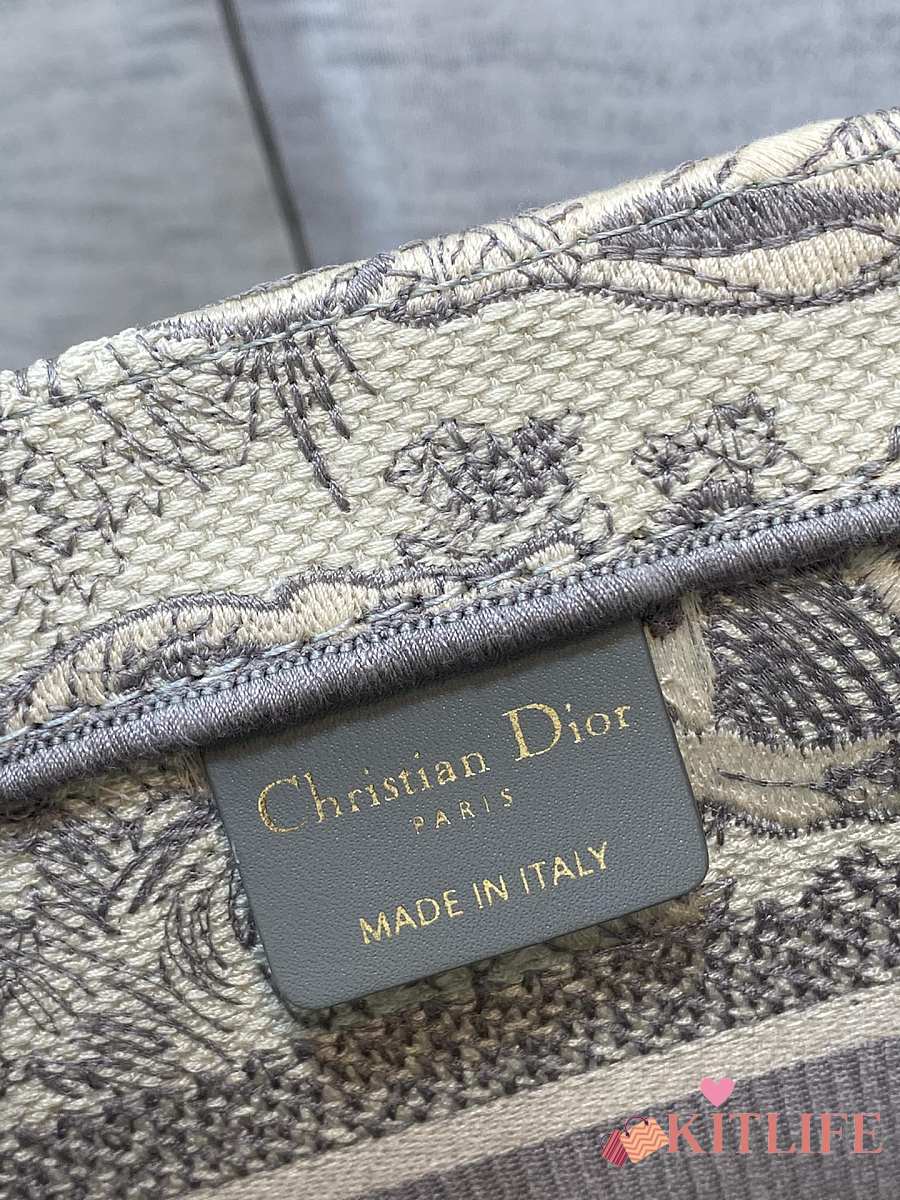 Christian Dior
PARIS
MADE IN ITALY
KITLIFE